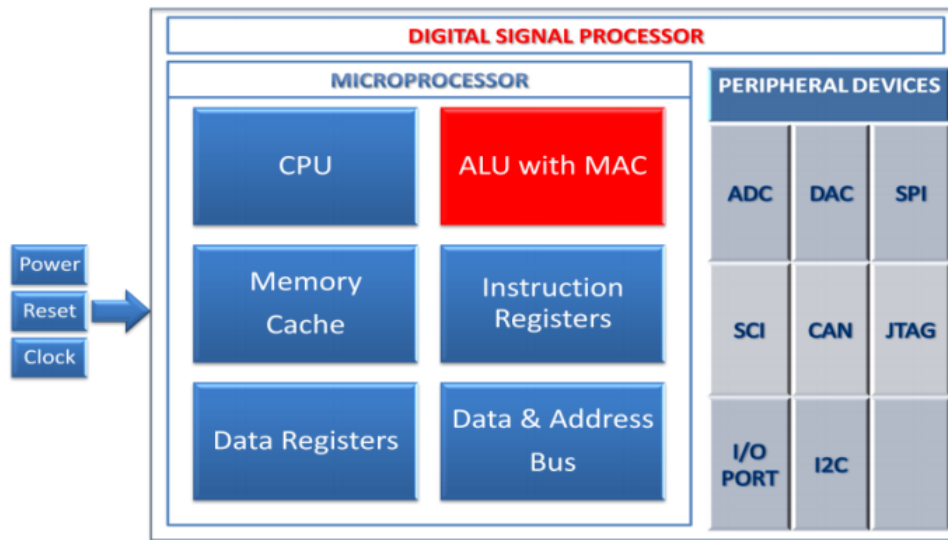 DIGITAL SIGNAL PROCESSOR
MICROPROCESSOR
CPU
ALU with MAC
Memory
Cache
Instruction
Registers
Data Registers
Data & Address
Bus
PERIPHERAL DEVICES
ADC
DAC
SPI
SCI
CAN
JTAG
I/O
PORT
I2C
Power
Reset
Clock